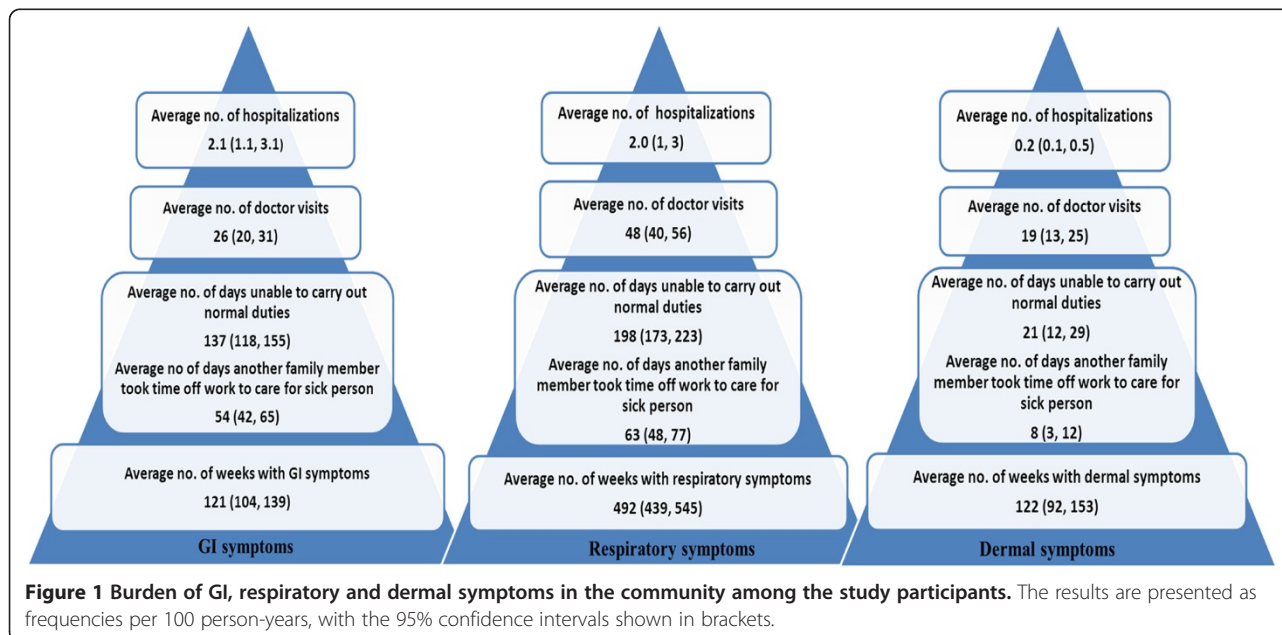 Average no. of hospitalizations
2.1 (1.1, 3.1)
Average no. of doctor visits
26 (20, 31)
Average no. of days unable to carry out
normal duties
137 (118, 155)
Average no of days another family member
took time off work to care for sick person
54 (42, 65)
Average no. of weeks with GI symptoms
121 (104, 139)
GI symptoms
Average no. of hospitalizations
2.0 (1, 3)
Average no. of doctor visits
48 (40, 56)
Average no. of days unable to carry out
normal duties
198 (173, 223)
Average no. of days another family
member took time off work to care for
sick person
63 (48, 77)
Average no. of weeks with respiratory symptoms
492 (439, 545)
Respiratory symptoms
Average no. of hospitalizations
0.2 (0.1, 0.5)
Average no. of doctor visits
19 (13, 25)
Average no. of days unable to carry out
normal duties
21 (12, 29)
Average no. of days another family
member took time off work to care for
sick person
8 (3, 12)
Average no. of weeks with dermal symptoms
122 (92, 153)
Dermal symptoms
Figure 1 Burden of GI, respiratory and dermal symptoms in the community among the study participants. The results are presented as
frequencies per 100 person-years, with the 95% confidence intervals shown in brackets.